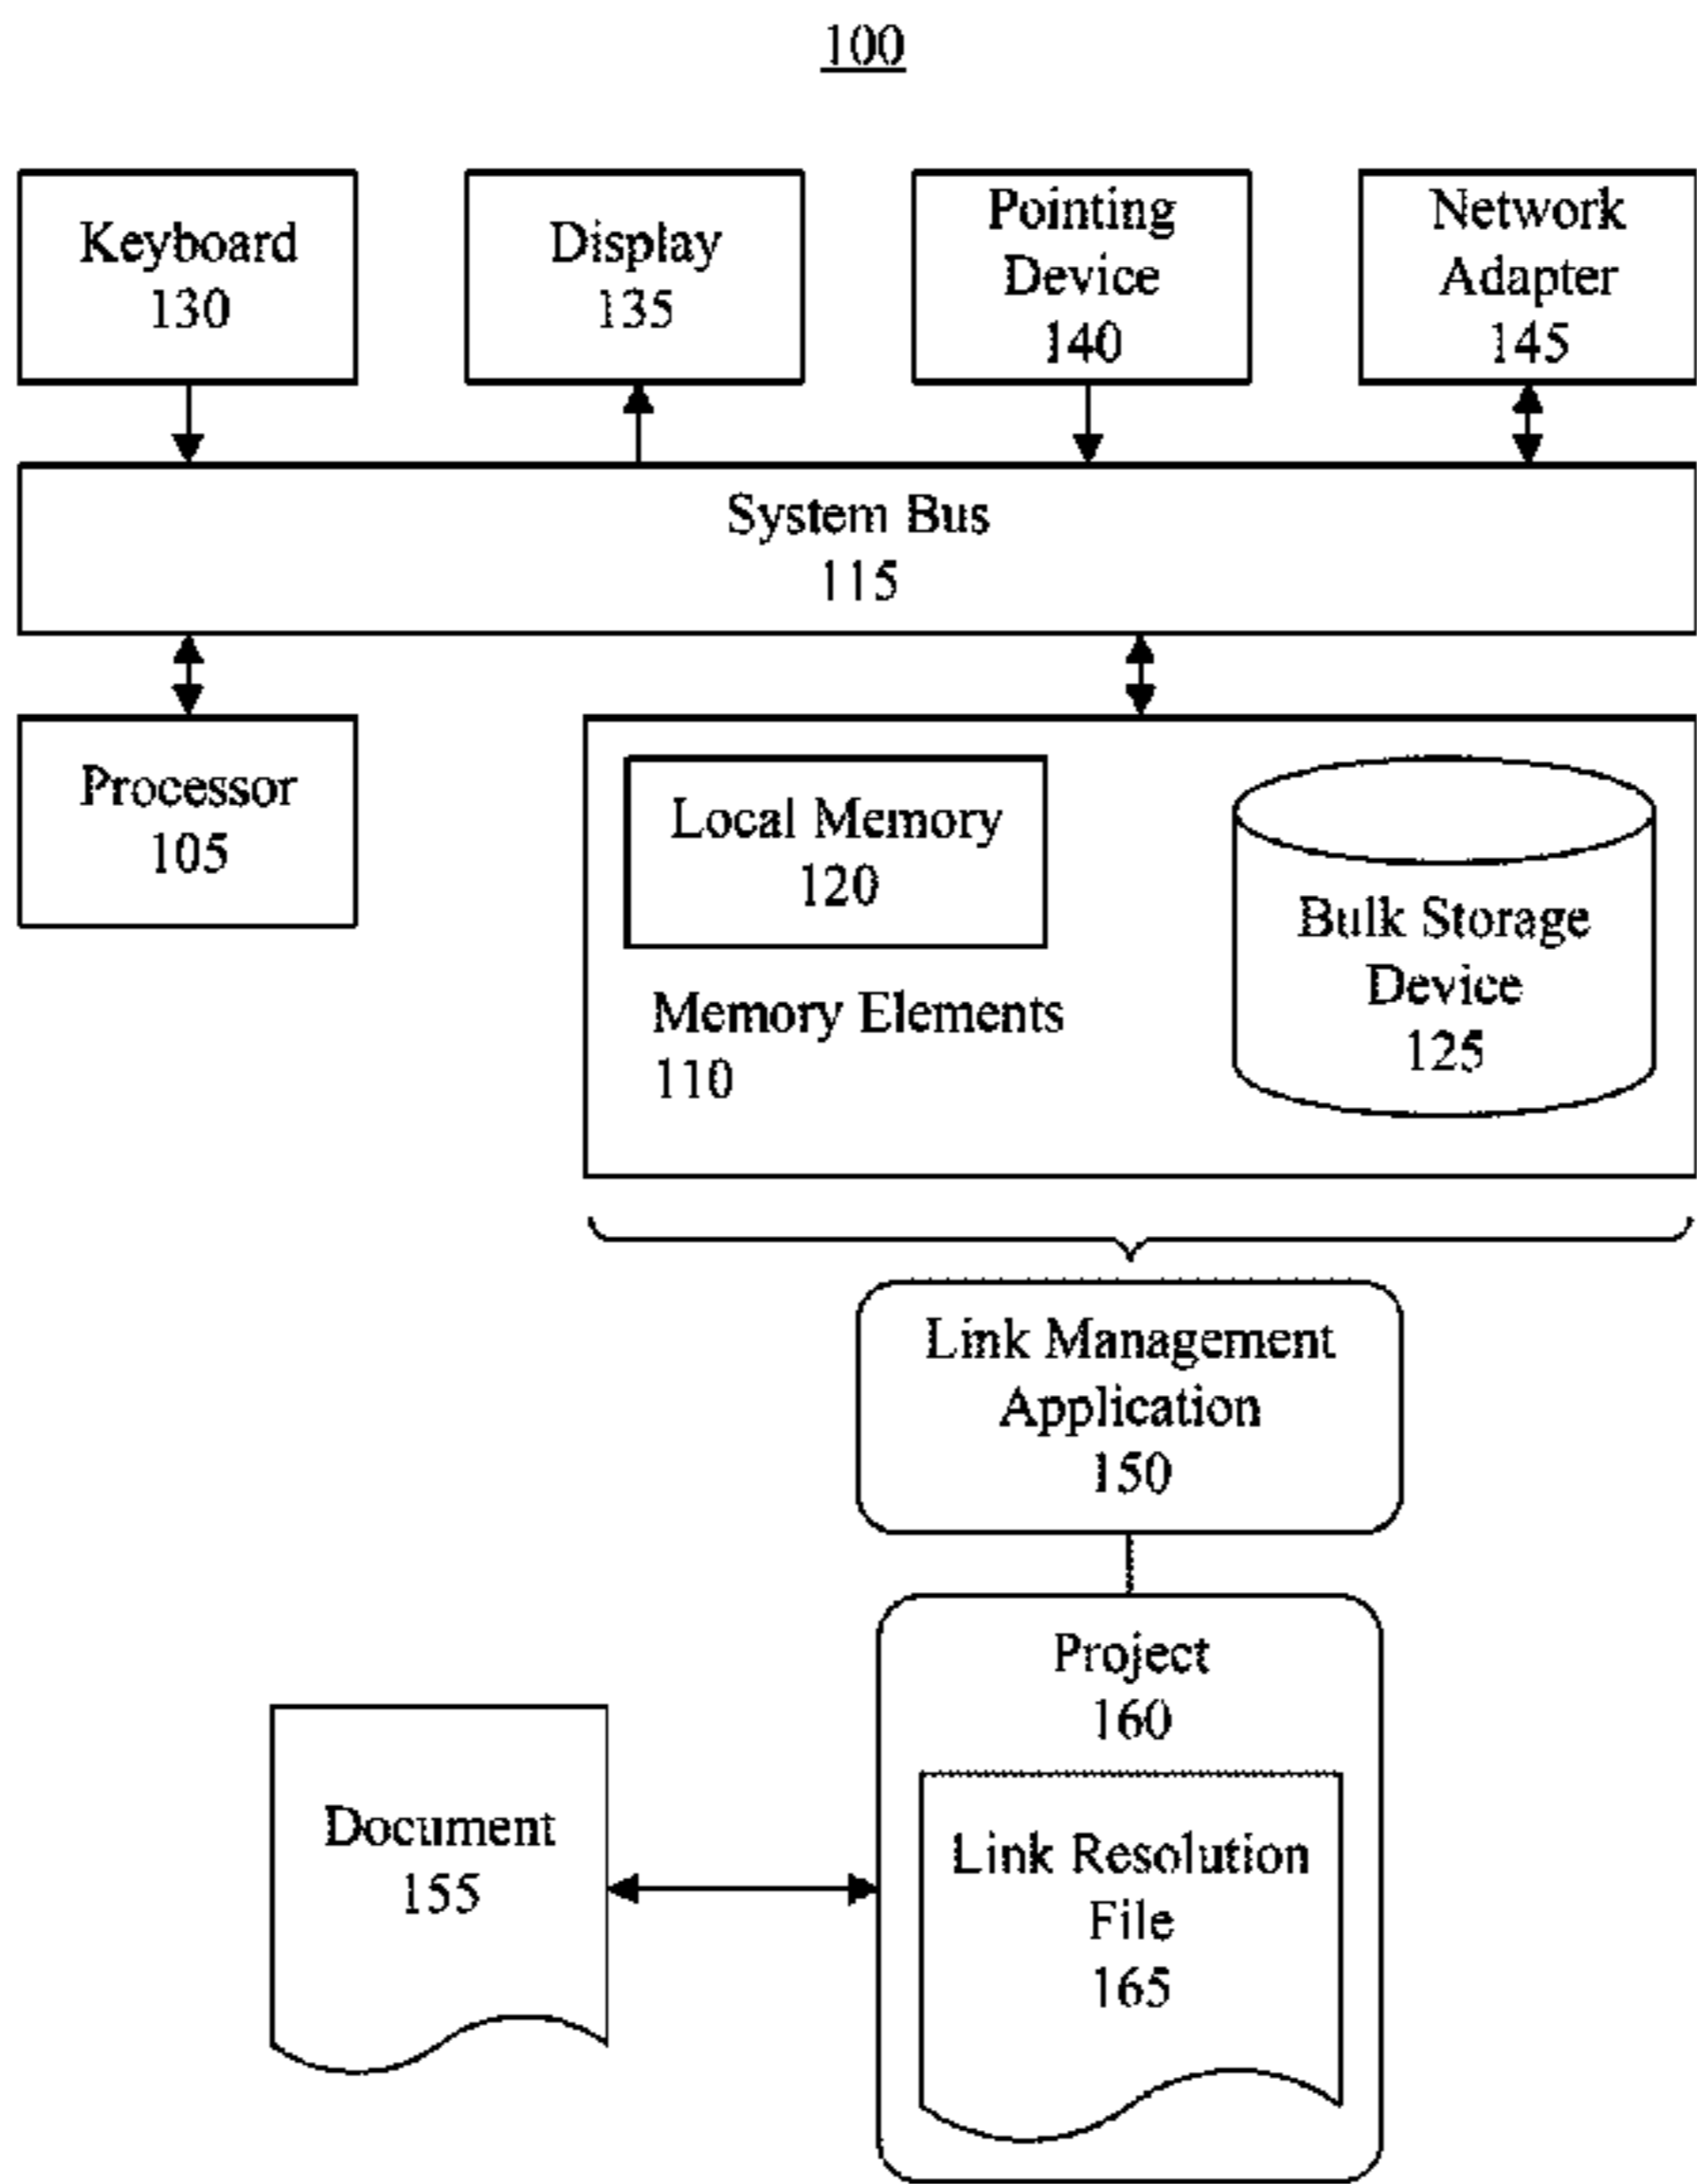 100
Keyboard
130
Display
135
Pointing
Device
140
Network
Adapter
145
System Bus
115
Processor
105
Local Memory
120
Memory Elements
110
Bulk Storage
Device
125
Link Management
Application
150
Project
160
Document
155
Link Resolution
File
165